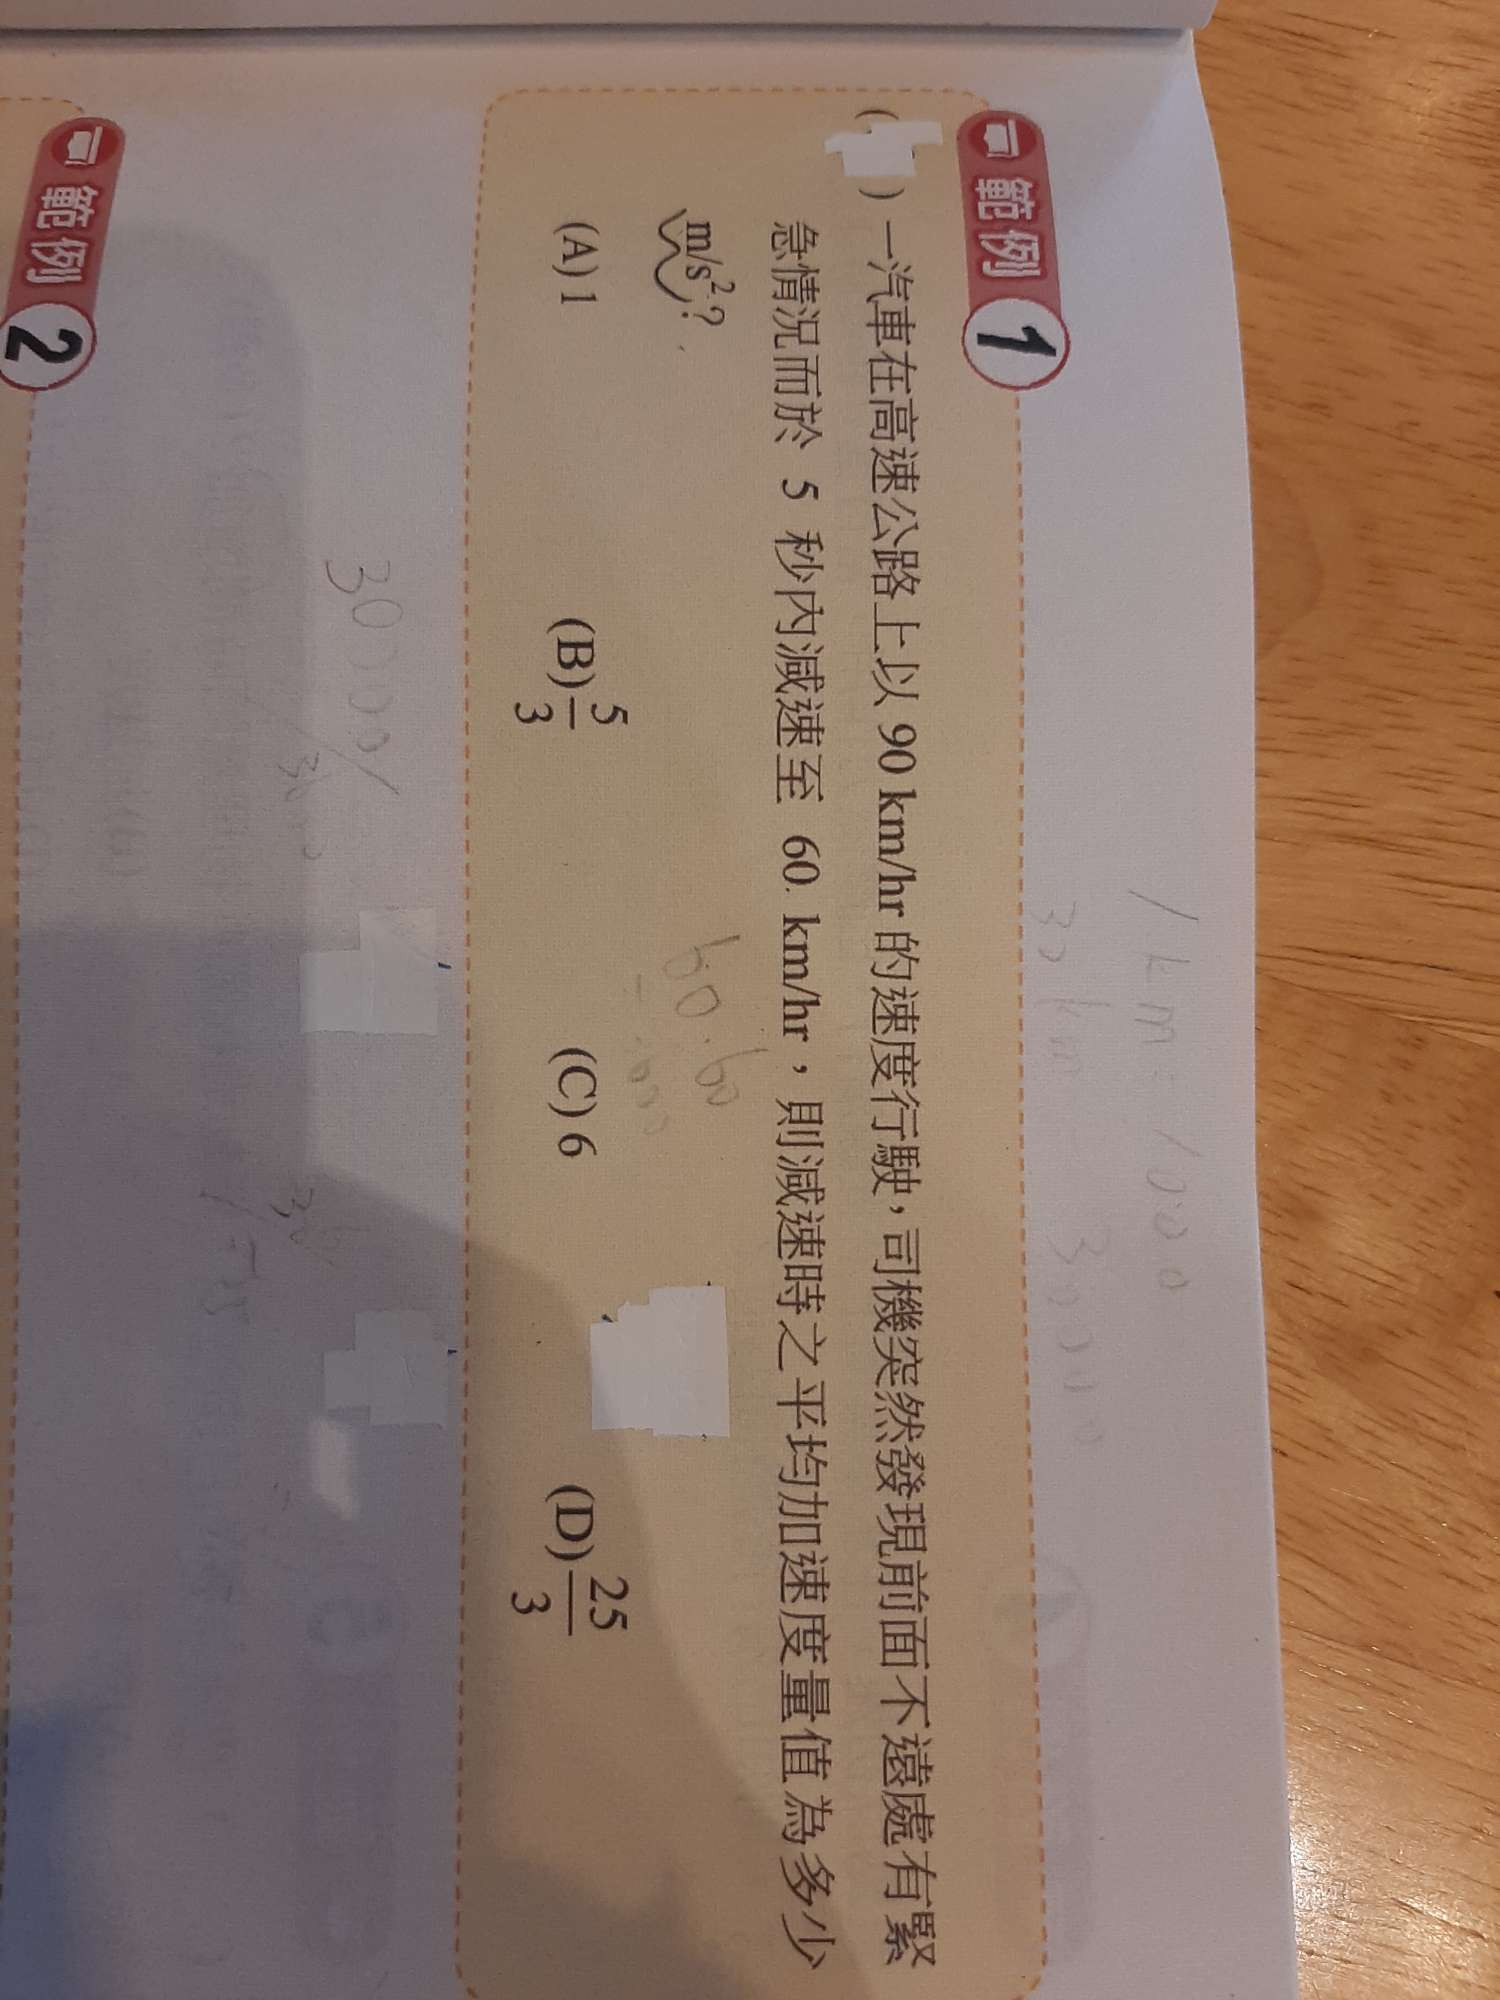 1 km = 1000
30 km 30000
範例 1
( ) 一汽車在高速公路上以 90 km/hr 的速度行駛，司機突然發現前面不遠處有緊
急情況而於 5 秒內減速至 60 km/hr，則減速時之平均加速度量值為多少
m/s²？
60.60
(A) 1 (B) 5/3 (C) 6 (D) 25/3
30000/
範例 2